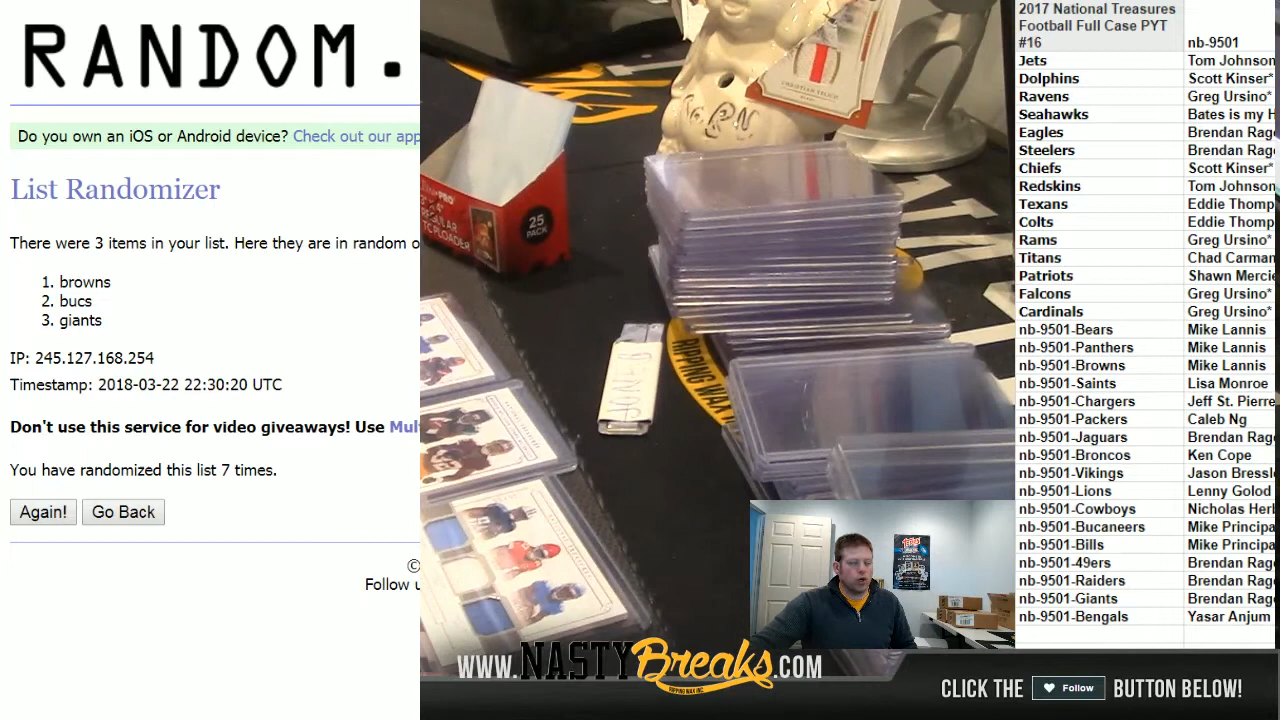 RANDOM.
Do you own an iOS or Android device? Check out our app
List Randomizer
There were 3 items in your list. Here they are in random o
1. browns
2. bucs
3. giants
IP: 245.127.168.254
Timestamp: 2018-03-22 22:30:20 UTC
Don't use this service for video giveaways! Use Mul
You have randomized this list 7 times.
Again! Go Back
©
Follow u
25
PACK
REGULAR
TOPLOADER
CHRISTIAN
RIPPING WAX
WWW.NASTYBreaks.COM
RIPPING WAX INC.
CLICK THE Follow BUTTON BELOW!
2017 National Treasures
Football Full Case PYT
#16 nb-9501
Jets Tom Johnson
Dolphins Scott Kinser*
Ravens Greg Ursino*
Seahawks Bates is my H
Eagles Brendan Rag
Steelers Brendan Rag
Chiefs Scott Kinser*
Redskins Tom Johnson
Texans Eddie Thomp
Colts Eddie Thomp
Rams Greg Ursino*
Titans Chad Carman
Patriots Shawn Mercie
Falcons Greg Ursino*
Cardinals Greg Ursino*
nb-9501-Bears Mike Lannis
nb-9501-Panthers Mike Lannis
nb-9501-Browns Mike Lannis
nb-9501-Saints Lisa Monroe
nb-9501-Chargers Jeff St. Pierre
nb-9501-Packers Caleb Ng
nb-9501-Jaguars Brendan Rag
nb-9501-Broncos Ken Cope
nb-9501-Vikings Jason Bressl
nb-9501-Lions Lenny Golod
nb-9501-Cowboys Nicholas Herl
nb-9501-Bucaneers Mike Principa
nb-9501-Bills Mike Principa
nb-9501-49ers Brendan Rag
nb-9501-Raiders Brendan Rag
nb-9501-Giants Brendan Rag
nb-9501-Bengals Yasar Anjum